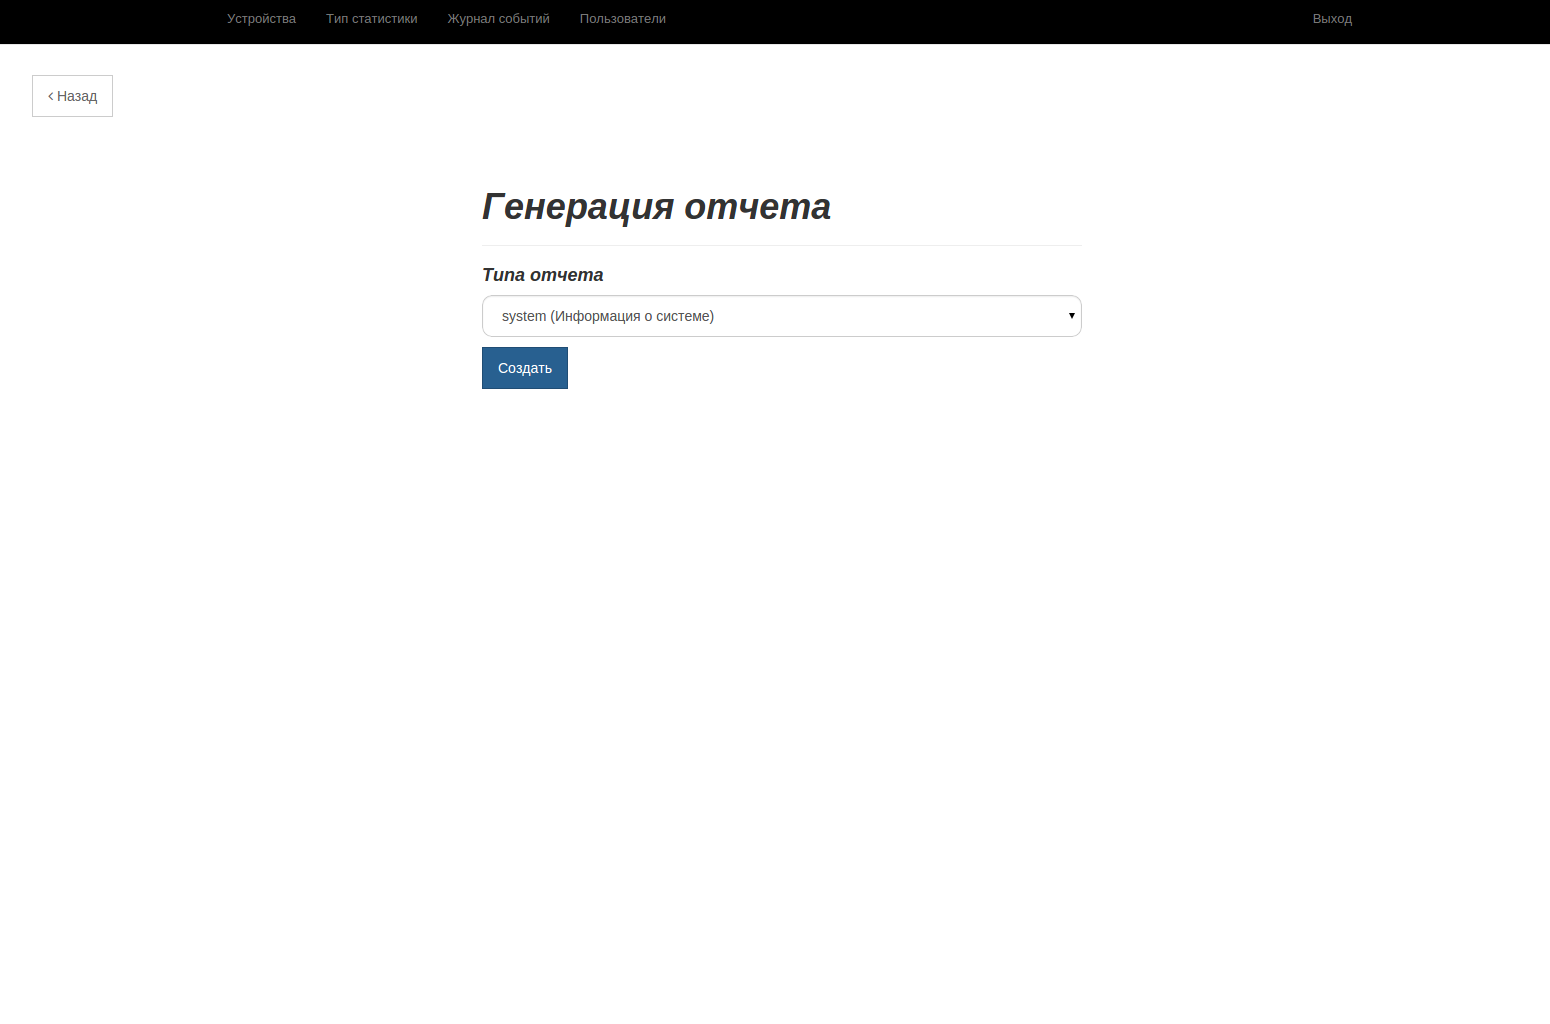 Устройства Тип статистики Журнал событий Пользователи Выход
Назад
Генерация отчета
Типа отчета
system (Информация о системе)
Создать